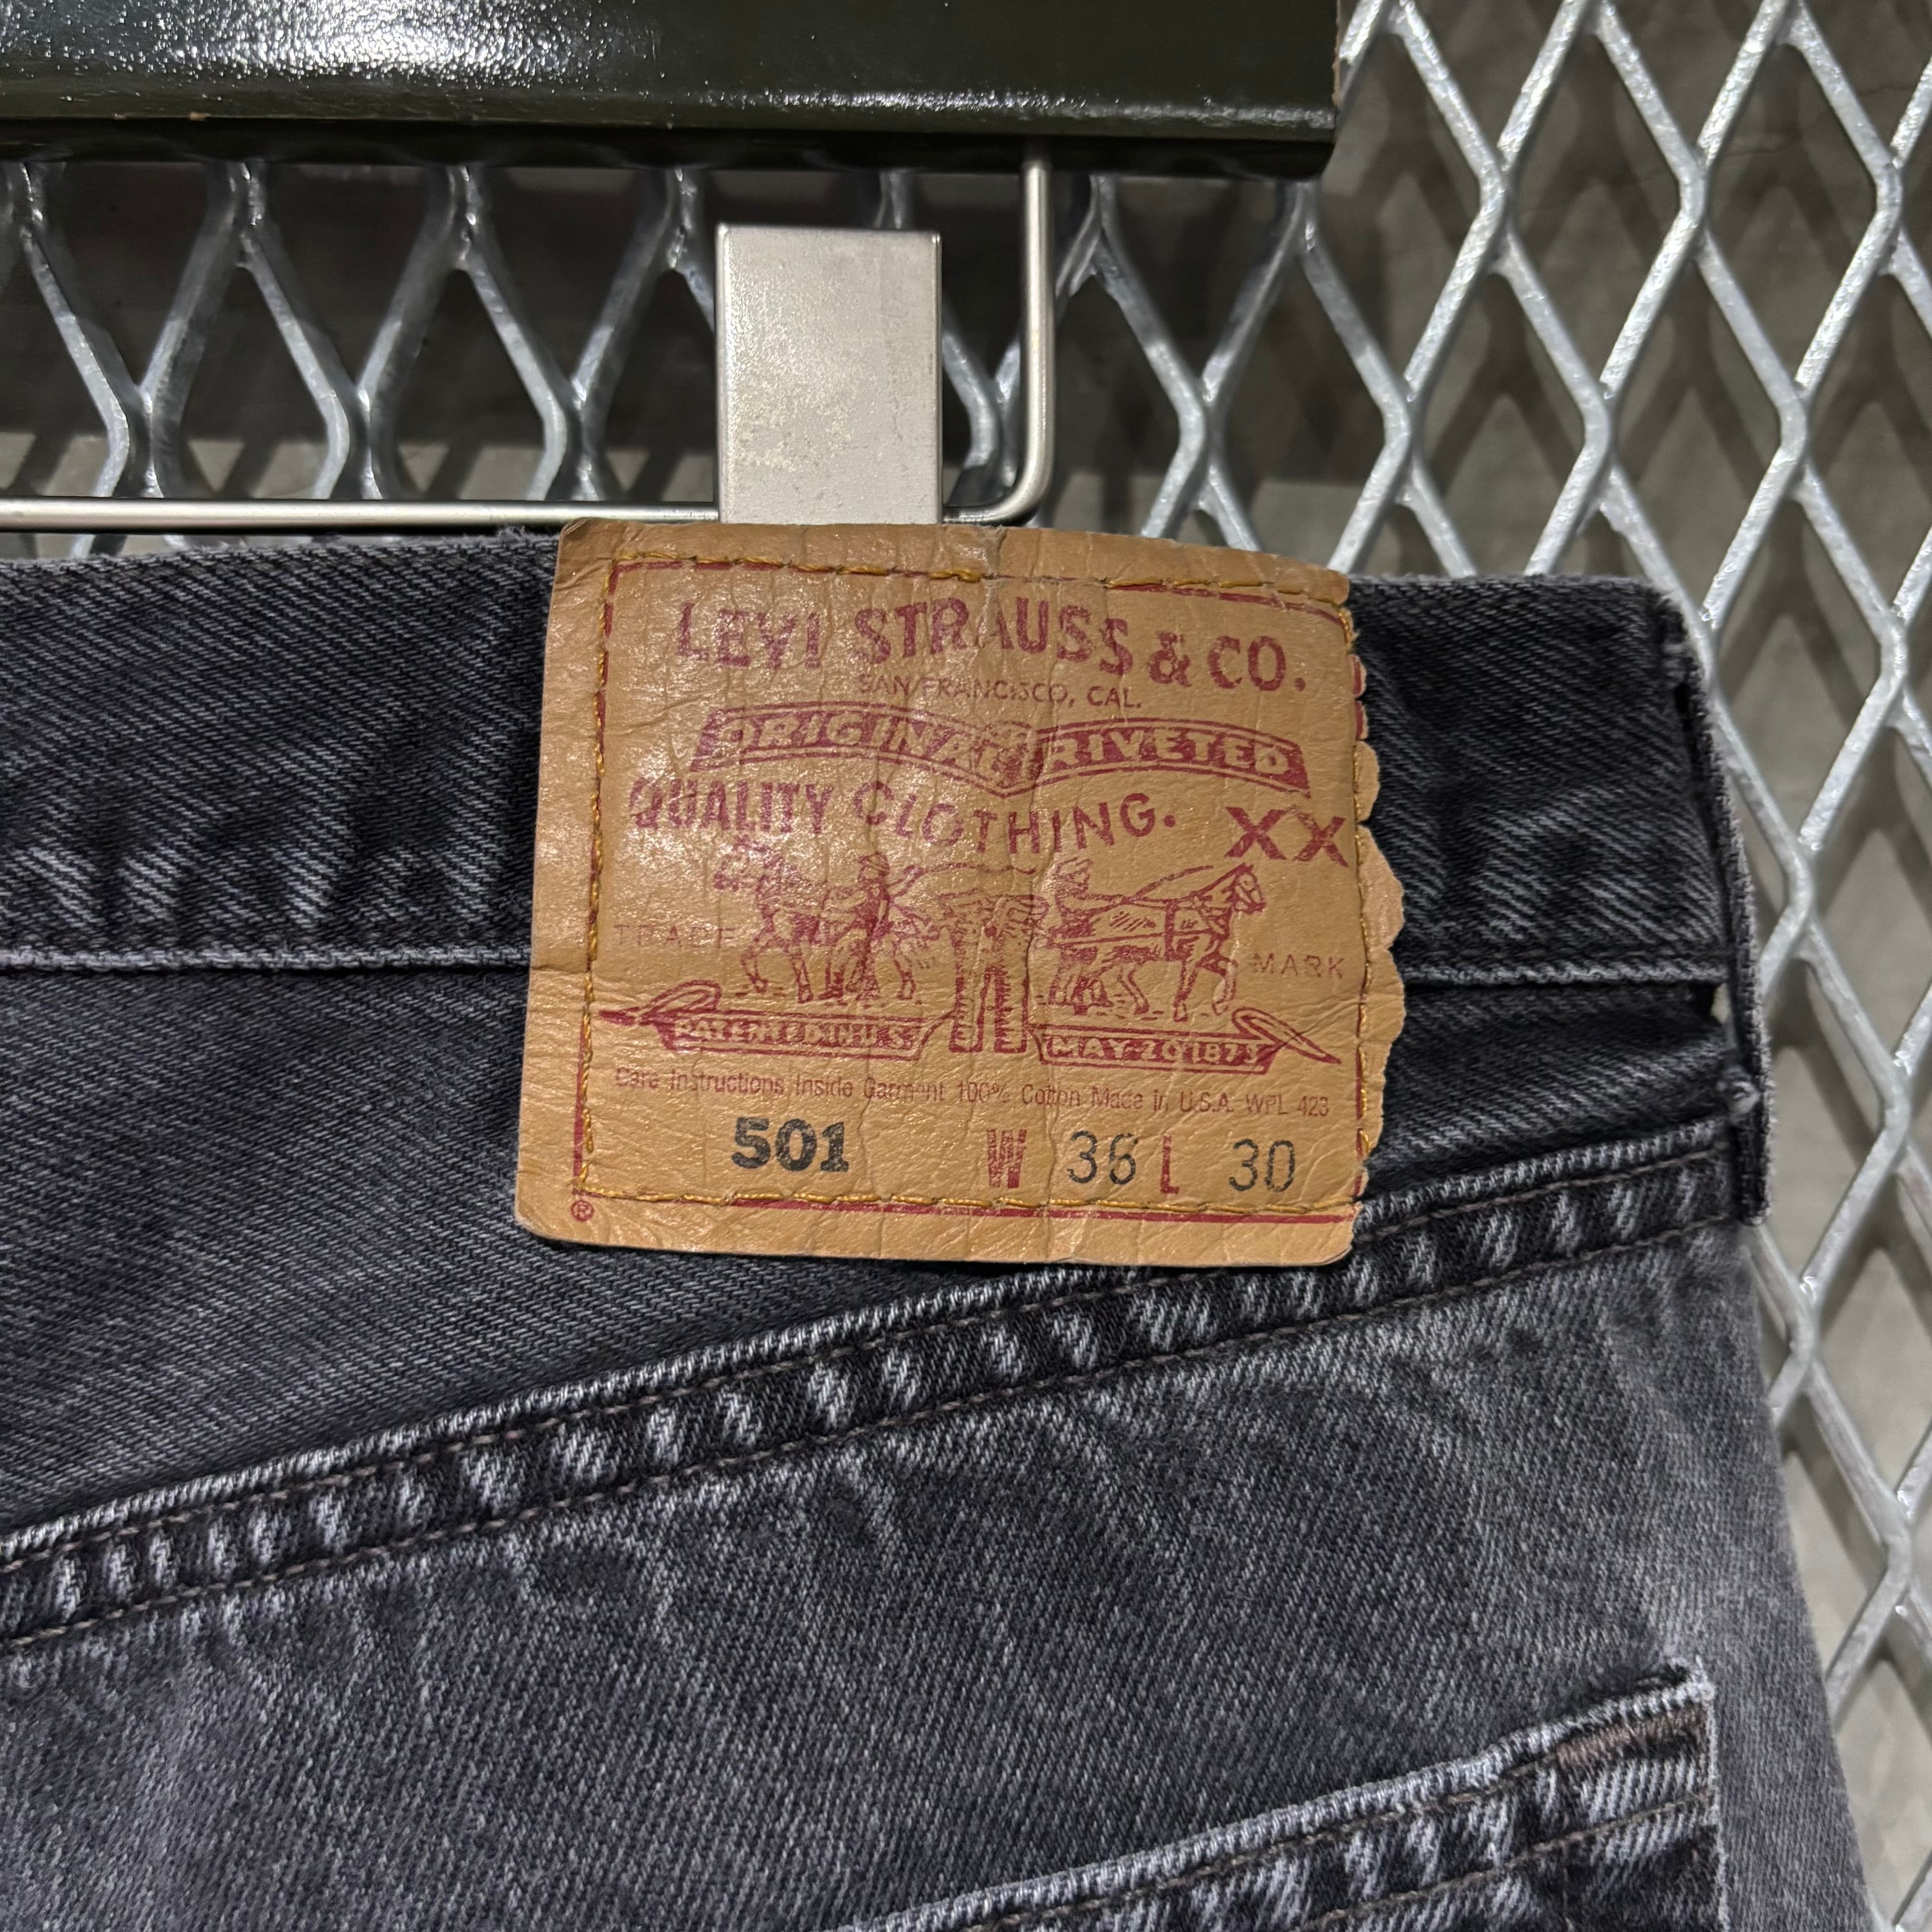 LEVI STRAUSS & CO.
SAN FRANCISCO, CAL.
ORIGINAL RIVETED
QUALITY CLOTHING.
XX
TRADE MARK
PATENTED IN U.S. MAY 20 1873
Care Instructions Inside Garment 100% Cotton Made in U.S.A. WPL 423
501 W 36 L 30
®